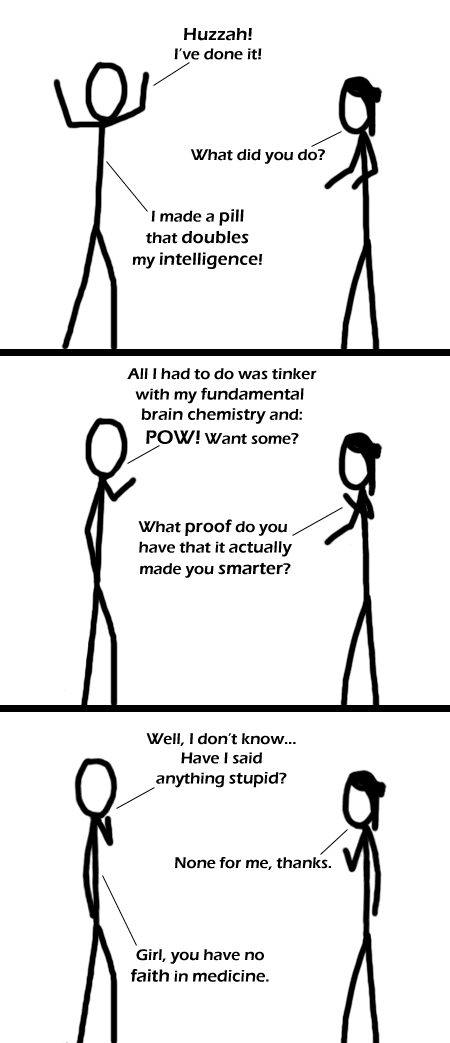 Huzzah!
I've done it!
What did you do?
I made a pill
that doubles
my intelligence!
All I had to do was tinker
with my fundamental
brain chemistry and:
POW! Want some?
What proof do you
have that it actually
made you smarter?
Well, I don't know...
Have I said
anything stupid?
None for me, thanks.
Girl, you have no
faith in medicine.